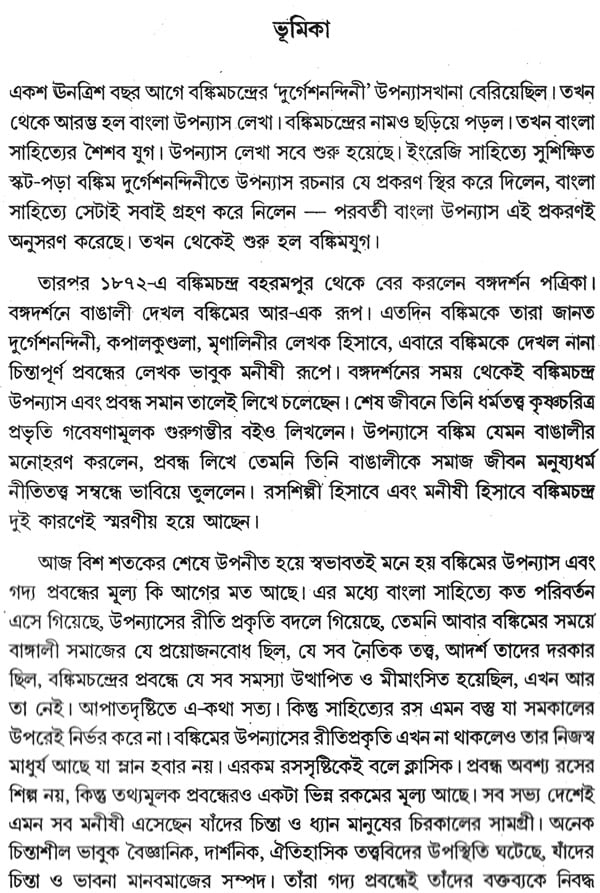 ভূমিকা
একশ ঊনত্রিশ বছর আগে বঙ্কিমচন্দ্রের 'দুর্গেশনন্দিনী' উপন্যাসখানা বেরিয়েছিল। তখন
থেকে আরম্ভ হল বাংলা উপন্যাস লেখা। বঙ্কিমচন্দ্রের নামও ছড়িয়ে পড়ল। তখন বাংলা
সাহিত্যের শৈশব যুগ। উপন্যাস লেখা সবে শুরু হয়েছে। ইংরেজি সাহিত্যে সুশিক্ষিত
স্কট-পড়া বঙ্কিম দুর্গেশনন্দিনীতে উপন্যাস রচনার যে প্রকরণ স্থির করে দিলেন, বাংলা
সাহিত্যে সেটাই সবাই গ্রহণ করে নিলেন — পরবর্তী বাংলা উপন্যাস এই প্রকরণই
অনুসরণ করেছে। তখন থেকেই শুরু হল বঙ্কিমযুগ।
তারপর ১৮৭২-এ বঙ্কিমচন্দ্র বহরমপুর থেকে বের করলেন বঙ্গদর্শন পত্রিকা।
বঙ্গদর্শনে বাঙালী দেখল বঙ্কিমের আর-এক রূপ। এতদিন বঙ্কিমকে তারা জানত
দুর্গেশনন্দিনী, কপালকুণ্ডলা, মৃণালিনীর লেখক হিসাবে, এবারে বঙ্কিমকে দেখল নানা
চিন্তাপূর্ণ প্রবন্ধের লেখক ভাবুক মনীষী রূপে। বঙ্গদর্শনের সময় থেকেই বঙ্কিমচন্দ্র
উপন্যাস এবং প্রবন্ধ সমান তালেই লিখে চলেছেন। শেষ জীবনে তিনি ধর্মতত্ত্ব কৃষ্ণচরিত্র
প্রভৃতি গবেষণামূলক গুরুগম্ভীর বইও লিখলেন। উপন্যাসে বঙ্কিম যেমন বাঙালীর
মনোহরণ করলেন, প্রবন্ধ লিখে তেমনি তিনি বাঙালীকে সমাজ জীবন মনুষ্যধর্ম
নীতিতত্ত্ব সম্বন্ধে ভাবিয়ে তুললেন। রসশিল্পী হিসাবে এবং মনীষী হিসাবে বঙ্কিমচন্দ্র
দুই কারণেই স্মরণীয় হয়ে আছেন।
আজ বিশ শতকের শেষে উপনীত হয়ে স্বভাবতই মনে হয় বঙ্কিমের উপন্যাস এবং
গদ্য প্রবন্ধের মূল্য কি আগের মত আছে। এর মধ্যে বাংলা সাহিত্যে কত পরিবর্তন
এসে গিয়েছে, উপন্যাসের রীতি প্রকৃতি বদলে গিয়েছে, তেমনি আবার বঙ্কিমের সময়ে
বাঙ্গালী সমাজের যে প্রয়োজনবোধ ছিল, যে সব নৈতিক তত্ত্ব, আদর্শ তাদের দরকার
ছিল, বঙ্কিমচন্দ্রের প্রবন্ধে যে সব সমস্যা উত্থাপিত ও মীমাংসিত হয়েছিল, এখন আর
তা নেই। আপাতদৃষ্টিতে এ-কথা সত্য। কিন্তু সাহিত্যের রস এমন বস্তু যা সমকালের
উপরেই নির্ভর করে না। বঙ্কিমের উপন্যাসের রীতিপ্রকৃতি এখন না থাকলেও তার নিজস্ব
মাধুর্য আছে যা ম্লান হবার নয়। এরকম রসসৃষ্টিকেই বলে ক্লাসিক। প্রবন্ধ অবশ্য রসের
শিল্প নয়, কিন্তু তথ্যমূলক প্রবন্ধেরও একটা ভিন্ন রকমের মূল্য আছে। সব সভ্য দেশেই
এমন সব মনীষী এসেছেন যাঁদের চিন্তা ও ধ্যান মানুষের চিরকালের সামগ্রী। অনেক
চিন্তাশীল ভাবুক বৈজ্ঞানিক, দার্শনিক, ঐতিহাসিক তত্ত্ববিদের উপস্থিতি ঘটেছে, যাঁদের
চিন্তা ও ভাবনা মানবমাজের সম্পদ। তাঁরা গদ্য প্রবন্ধেই তাঁদের বক্তব্যকে নিবদ্ধ